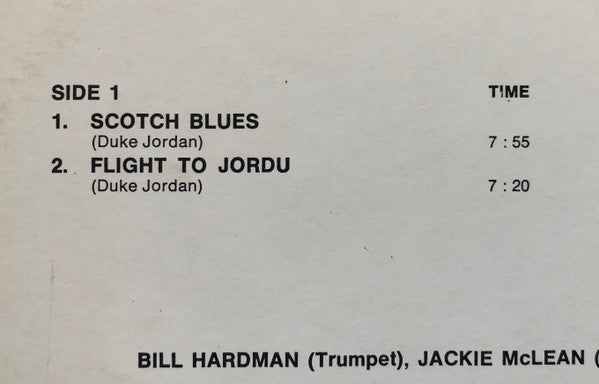 SIDE 1 TIME
1. SCOTCH BLUES
(Duke Jordan) 7 : 55
2. FLIGHT TO JORDU
(Duke Jordan) 7 : 20
BILL HARDMAN (Trumpet), JACKIE McLEAN (